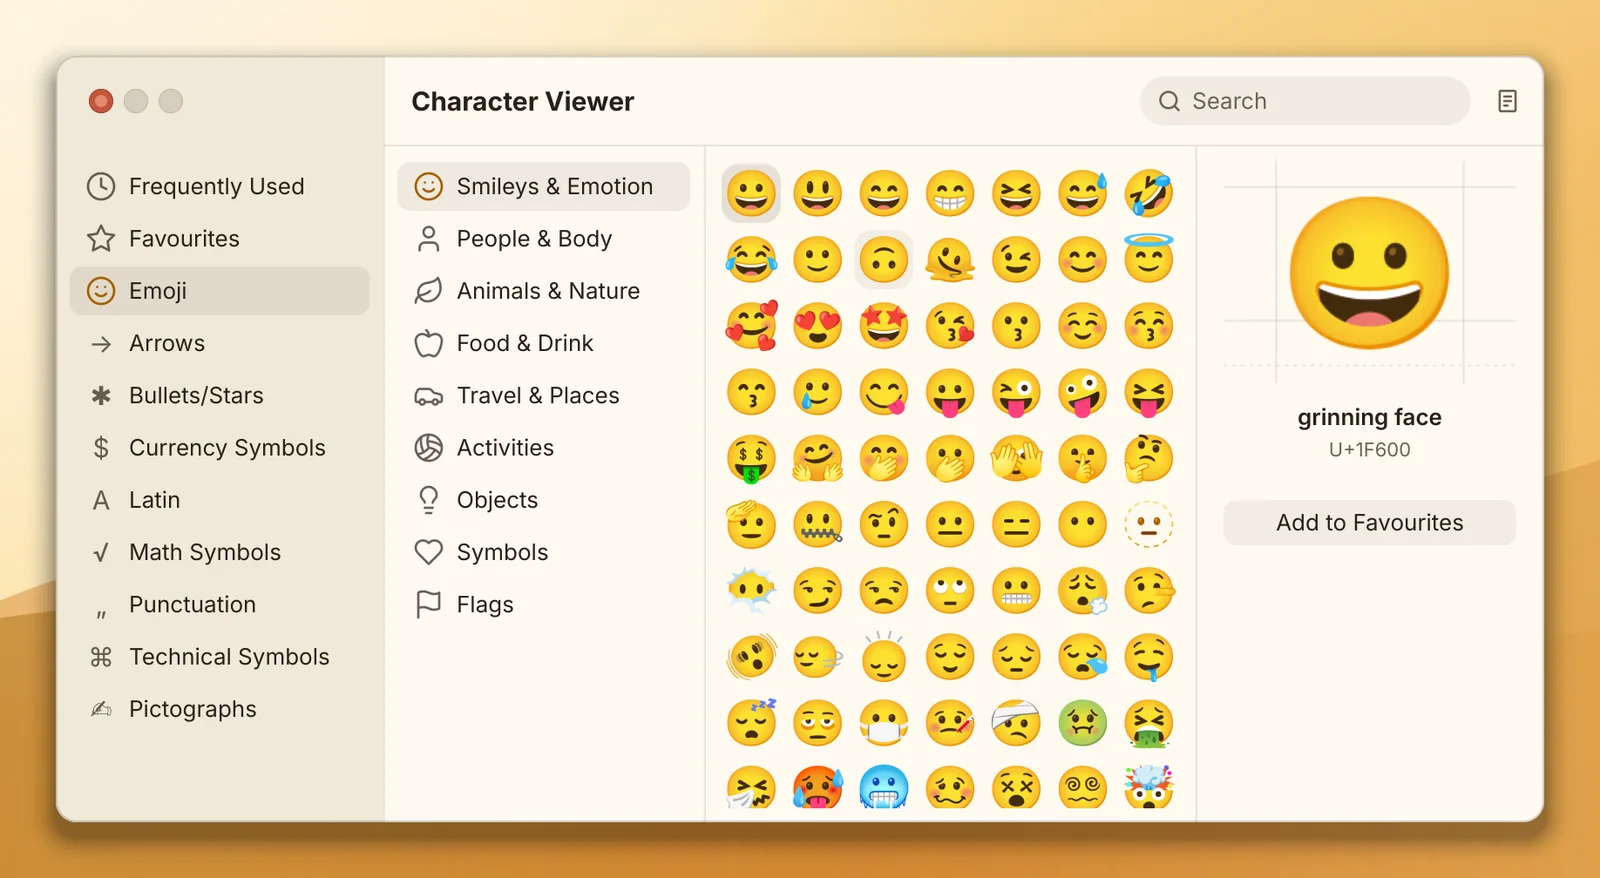 Character Viewer
Search
Frequently Used
Favourites
Emoji
Arrows
Bullets/Stars
Currency Symbols
Latin
Math Symbols
Punctuation
Technical Symbols
Pictographs
Smileys & Emotion
People & Body
Animals & Nature
Food & Drink
Travel & Places
Activities
Objects
Symbols
Flags
grinning face
U+1F600
Add to Favourites